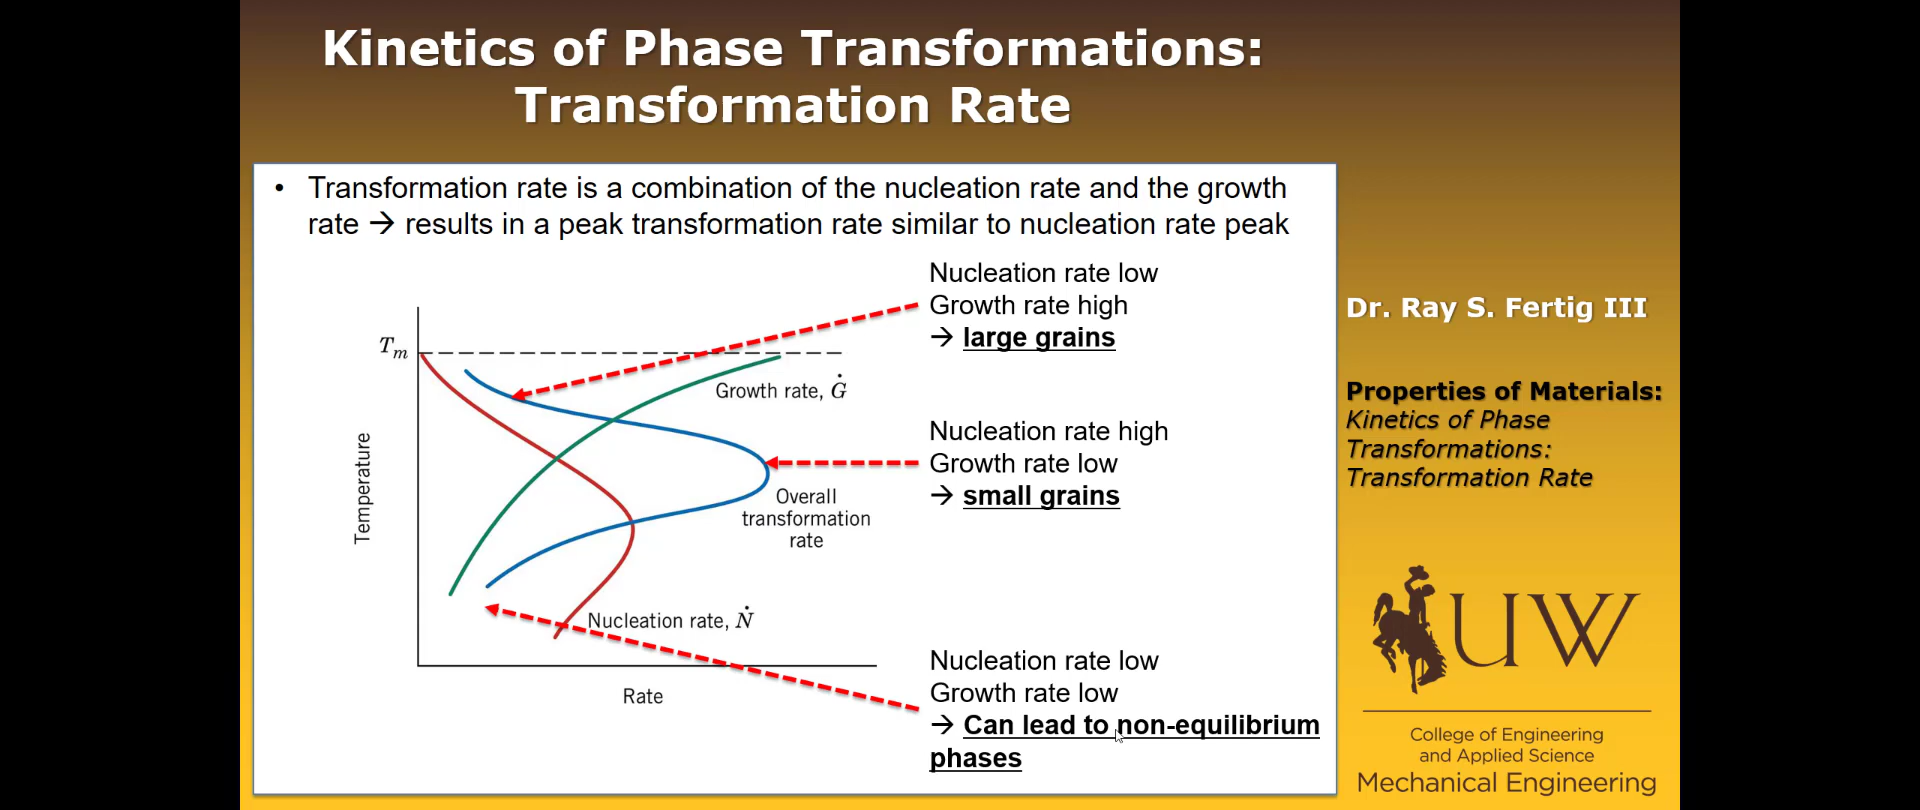 Kinetics of Phase Transformations:
Transformation Rate
• Transformation rate is a combination of the nucleation rate and the growth
rate → results in a peak transformation rate similar to nucleation rate peak
Nucleation rate low
Growth rate high
→ large grains
Tm
Growth rate, Ġ
Nucleation rate high
Growth rate low
→ small grains
Temperature
Overall
transformation
rate
Nucleation rate, Ṅ
Rate
Nucleation rate low
Growth rate low
→ Can lead to non-equilibrium
phases
Dr. Ray S. Fertig III
Properties of Materials:
Kinetics of Phase
Transformations:
Transformation Rate
UW
College of Engineering
and Applied Science
Mechanical Engineering